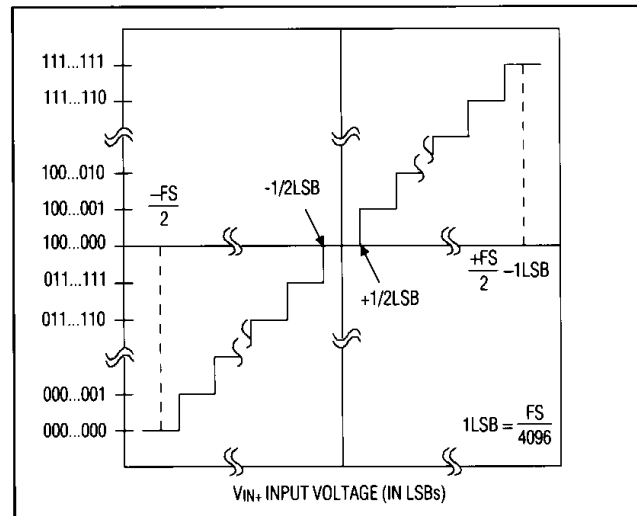 111...111
111...110
100...010
100...001
100...000
011...111
011...110
000...001
000...000
-FS
2
-1/2LSB
+1/2LSB
+FS
2
-1LSB
1LSB = FS
4096
VIN+ INPUT VOLTAGE (IN LSBs)